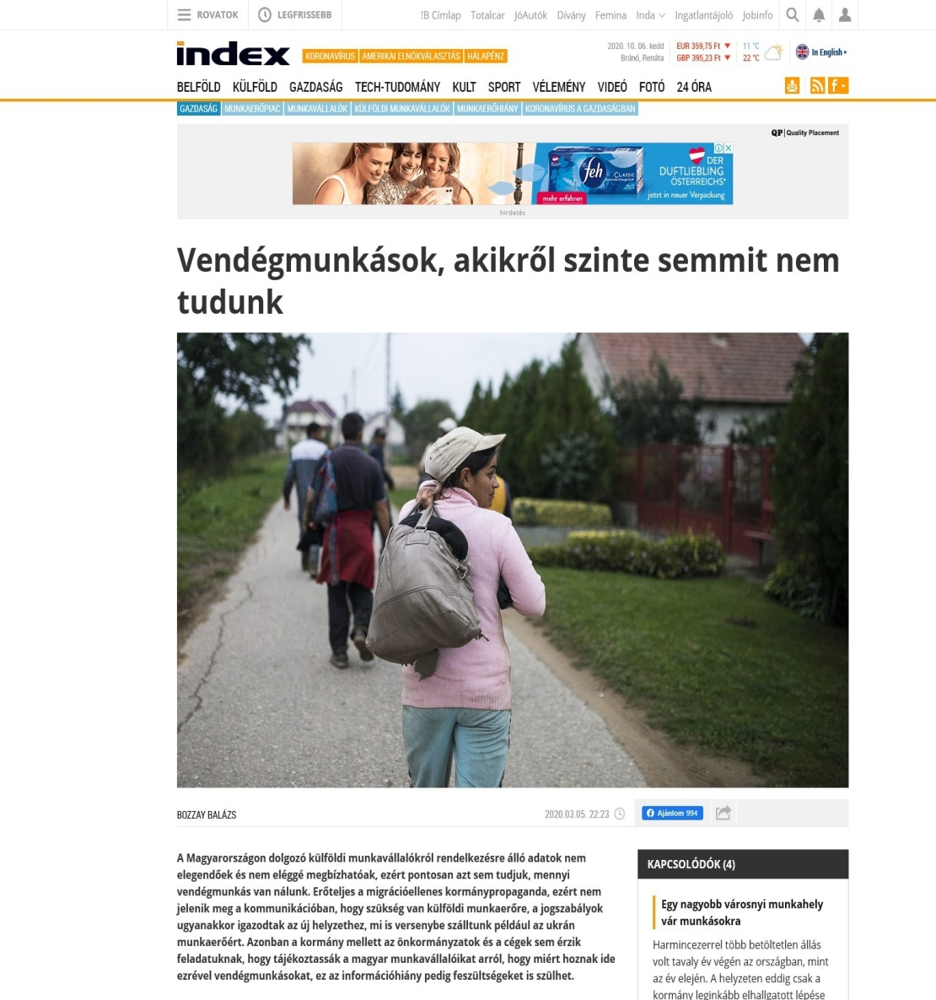 ROVATOK
LEGFRISSEBB
!B Címlap Totalcar JóAutók Dívány Femina Inda Ingatlantájoló Jobinfo
index
KORONAVÍRUS AMERIKAI ELNÖKVÁLASZTÁS HÁLAPÉNZ
2020. 10. 06. kedd
Brúnó, Renáta
EUR 359,75 Ft
GBP 395,23 Ft
11 °C
22 °C
In English
BELFÖLD KÜLFÖLD GAZDASÁG TECH-TUDOMÁNY KULT SPORT VÉLEMÉNY VIDEÓ FOTÓ 24 ÓRA
f
GAZDASÁG MUNKAERŐPIAC MUNKAVÁLLALÓK KÜLFÖLDI MUNKAVÁLLALÓK MUNKAERŐHIÁNY KORONAVÍRUS A GAZDASÁGBAN
QP | Quality Placement
feh
CLASSIC
mehr erfahren
DER
DUFTLIEBLING
ÖSTERREICHS*
jetzt in neuer Verpackung
hirdetés
Vendégmunkások, akikről szinte semmit nem
tudunk
BOZZAY BALÁZS
2020.03.05. 22:23
Ajánlom 994
A Magyarországon dolgozó külföldi munkavállalókról rendelkezésre álló adatok nem
elegendőek és nem eléggé megbízhatóak, ezért pontosan azt sem tudjuk, mennyi
vendégmunkás van nálunk. Erőteljes a migrációellenes kormánypropaganda, ezért nem
jelenik meg a kommunikációban, hogy szükség van külföldi munkaerőre, a jogszabályok
ugyanakkor igazodtak az új helyzethez, mi is versenybe szálltunk például az ukrán
munkaerőért. Azonban a kormány mellett az önkormányzatok és a cégek sem érzik
feladatuknak, hogy tájékoztassák a magyar munkavállalóikat arról, hogy miért hoznak ide
ezrével vendégmunkásokat, ez az információhiány pedig feszültségeket is szülhet.
KAPCSOLÓDÓK (4)
Egy nagyobb városnyi munkahely
vár munkásokra
Harmincezerrel több betöltetlen állás
volt tavaly év végén az országban, mint
az év elején. A helyzeten eddig csak a
kormány leginkább elhallgatott lépése